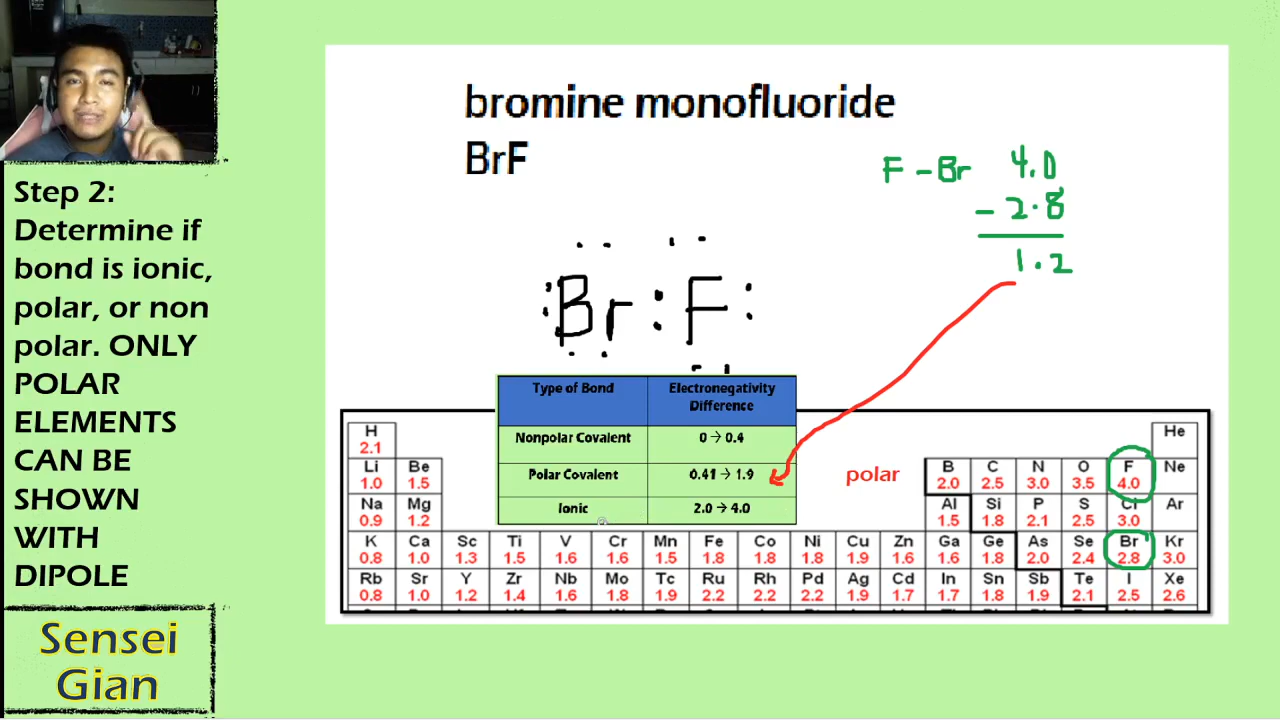 bromine monofluoride
BrF
F - Br 4.0
- 2.8
1.2
Br : F :
Step 2:
Determine if
bond is ionic,
polar, or non
polar. ONLY
POLAR
ELEMENTS
CAN BE
SHOWN
WITH
DIPOLE
Sensei
Gian
Type of Bond Electronegativity
Difference
Nonpolar Covalent 0 → 0.4
Polar Covalent 0.41 → 1.9
Ionic 2.0 → 4.0
polar
H He
2.1
Li Be B C N O F Ne
1.0 1.5 2.0 2.5 3.0 3.5 4.0
Na Mg Al Si P S Cl Ar
0.9 1.2 1.5 1.8 2.1 2.5 3.0
K Ca Sc Ti V Cr Mn Fe Co Ni Cu Zn Ga Ge As Se Br Kr
0.8 1.0 1.3 1.5 1.6 1.6 1.5 1.8 1.8 1.8 1.9 1.6 1.6 1.8 2.0 2.4 2.8 3.0
Rb Sr Y Zr Nb Mo Tc Ru Rh Pd Ag Cd In Sn Sb Te I Xe
0.8 1.0 1.2 1.4 1.6 1.8 1.9 2.2 2.2 2.2 1.9 1.7 1.7 1.8 1.9 2.1 2.5 2.6